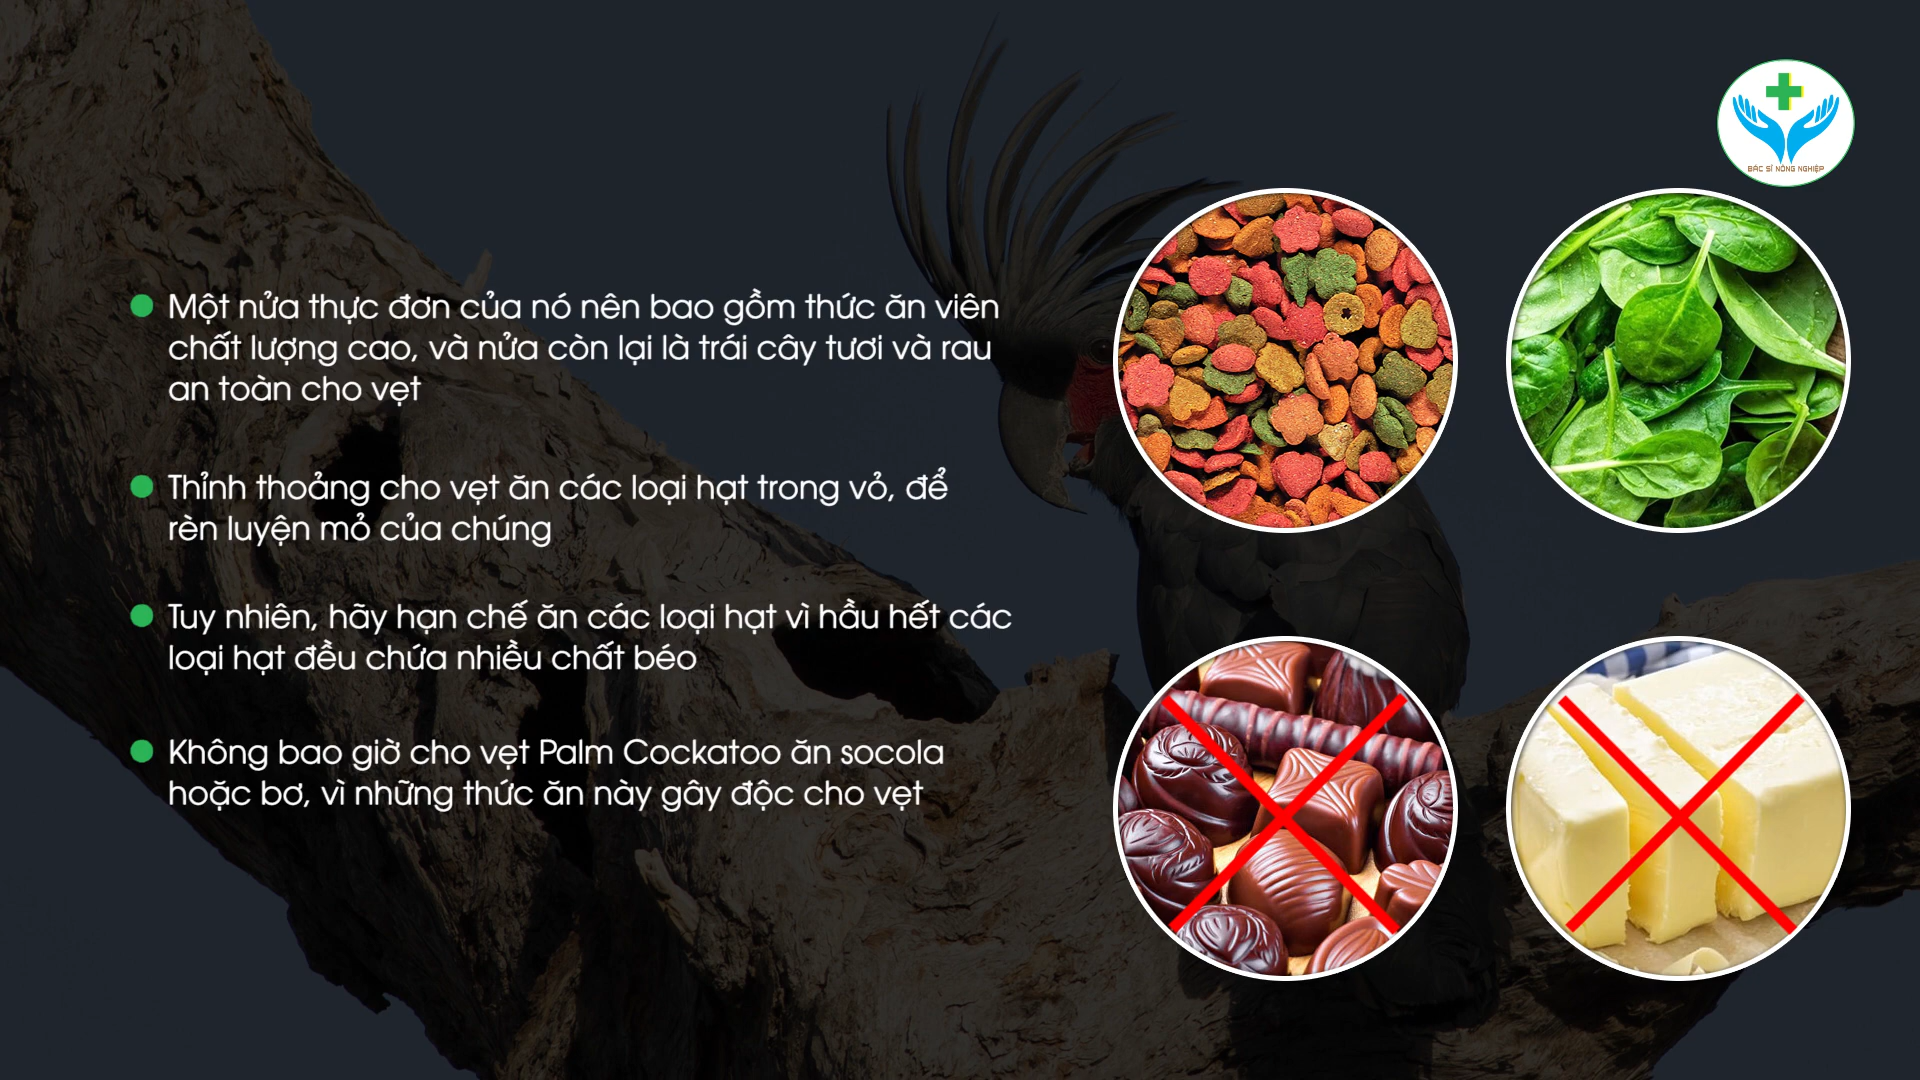 BÁC SĨ NÔNG NGHIỆP
Một nửa thực đơn của nó nên bao gồm thức ăn viên
chất lượng cao, và nửa còn lại là trái cây tươi và rau
an toàn cho vẹt
Thỉnh thoảng cho vẹt ăn các loại hạt trong vỏ, để
rèn luyện mỏ của chúng
Tuy nhiên, hãy hạn chế ăn các loại hạt vì hầu hết các
loại hạt đều chứa nhiều chất béo
Không bao giờ cho vẹt Palm Cockatoo ăn socola
hoặc bơ, vì những thức ăn này gây độc cho vẹt